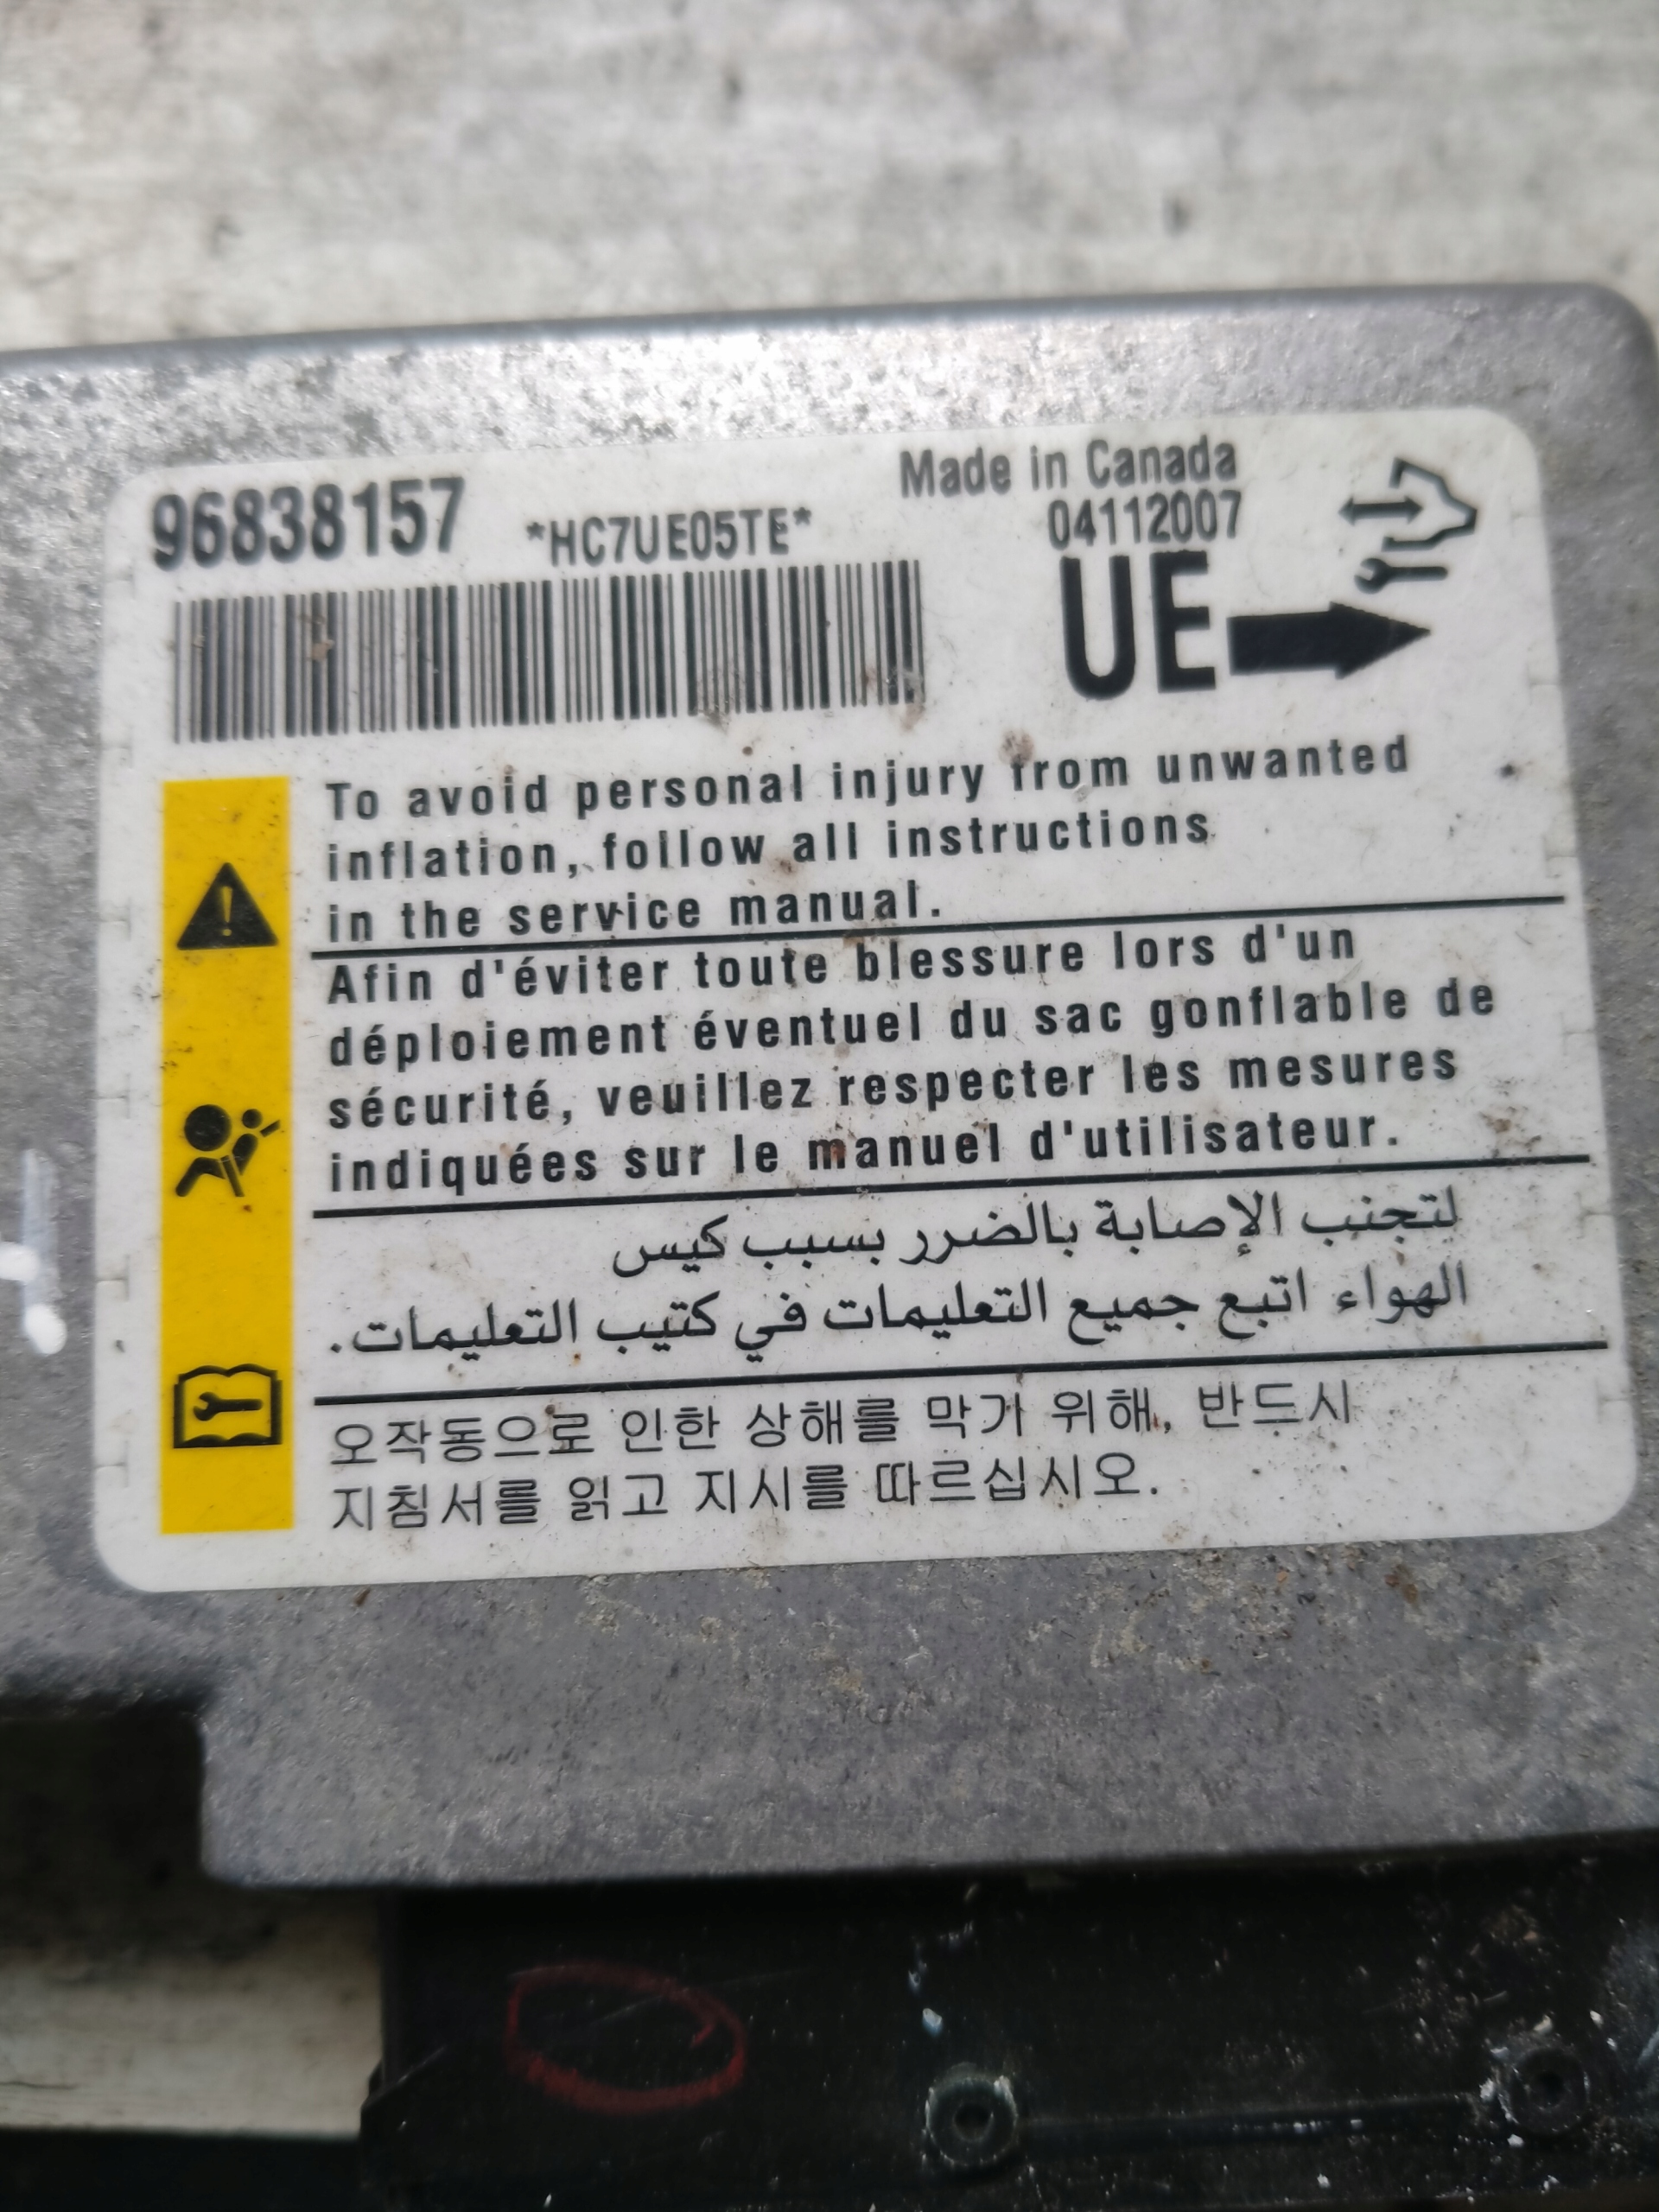 96838157 *HC7UE05TE* Made in Canada
04112007
UE
To avoid personal injury from unwanted
inflation, follow all instructions
in the service manual.
Afin d'éviter toute blessure lors d'un
déploiement éventuel du sac gonflable de
sécurité, veuillez respecter les mesures
indiquées sur le manuel d'utilisateur.
لتجنب الإصابة بالضرر بسبب كيس
الهواء اتبع جميع التعليمات في كتيب التعليمات.
오작동으로 인한 상해를 막기 위해, 반드시
지침서를 읽고 지시를 따르십시오.